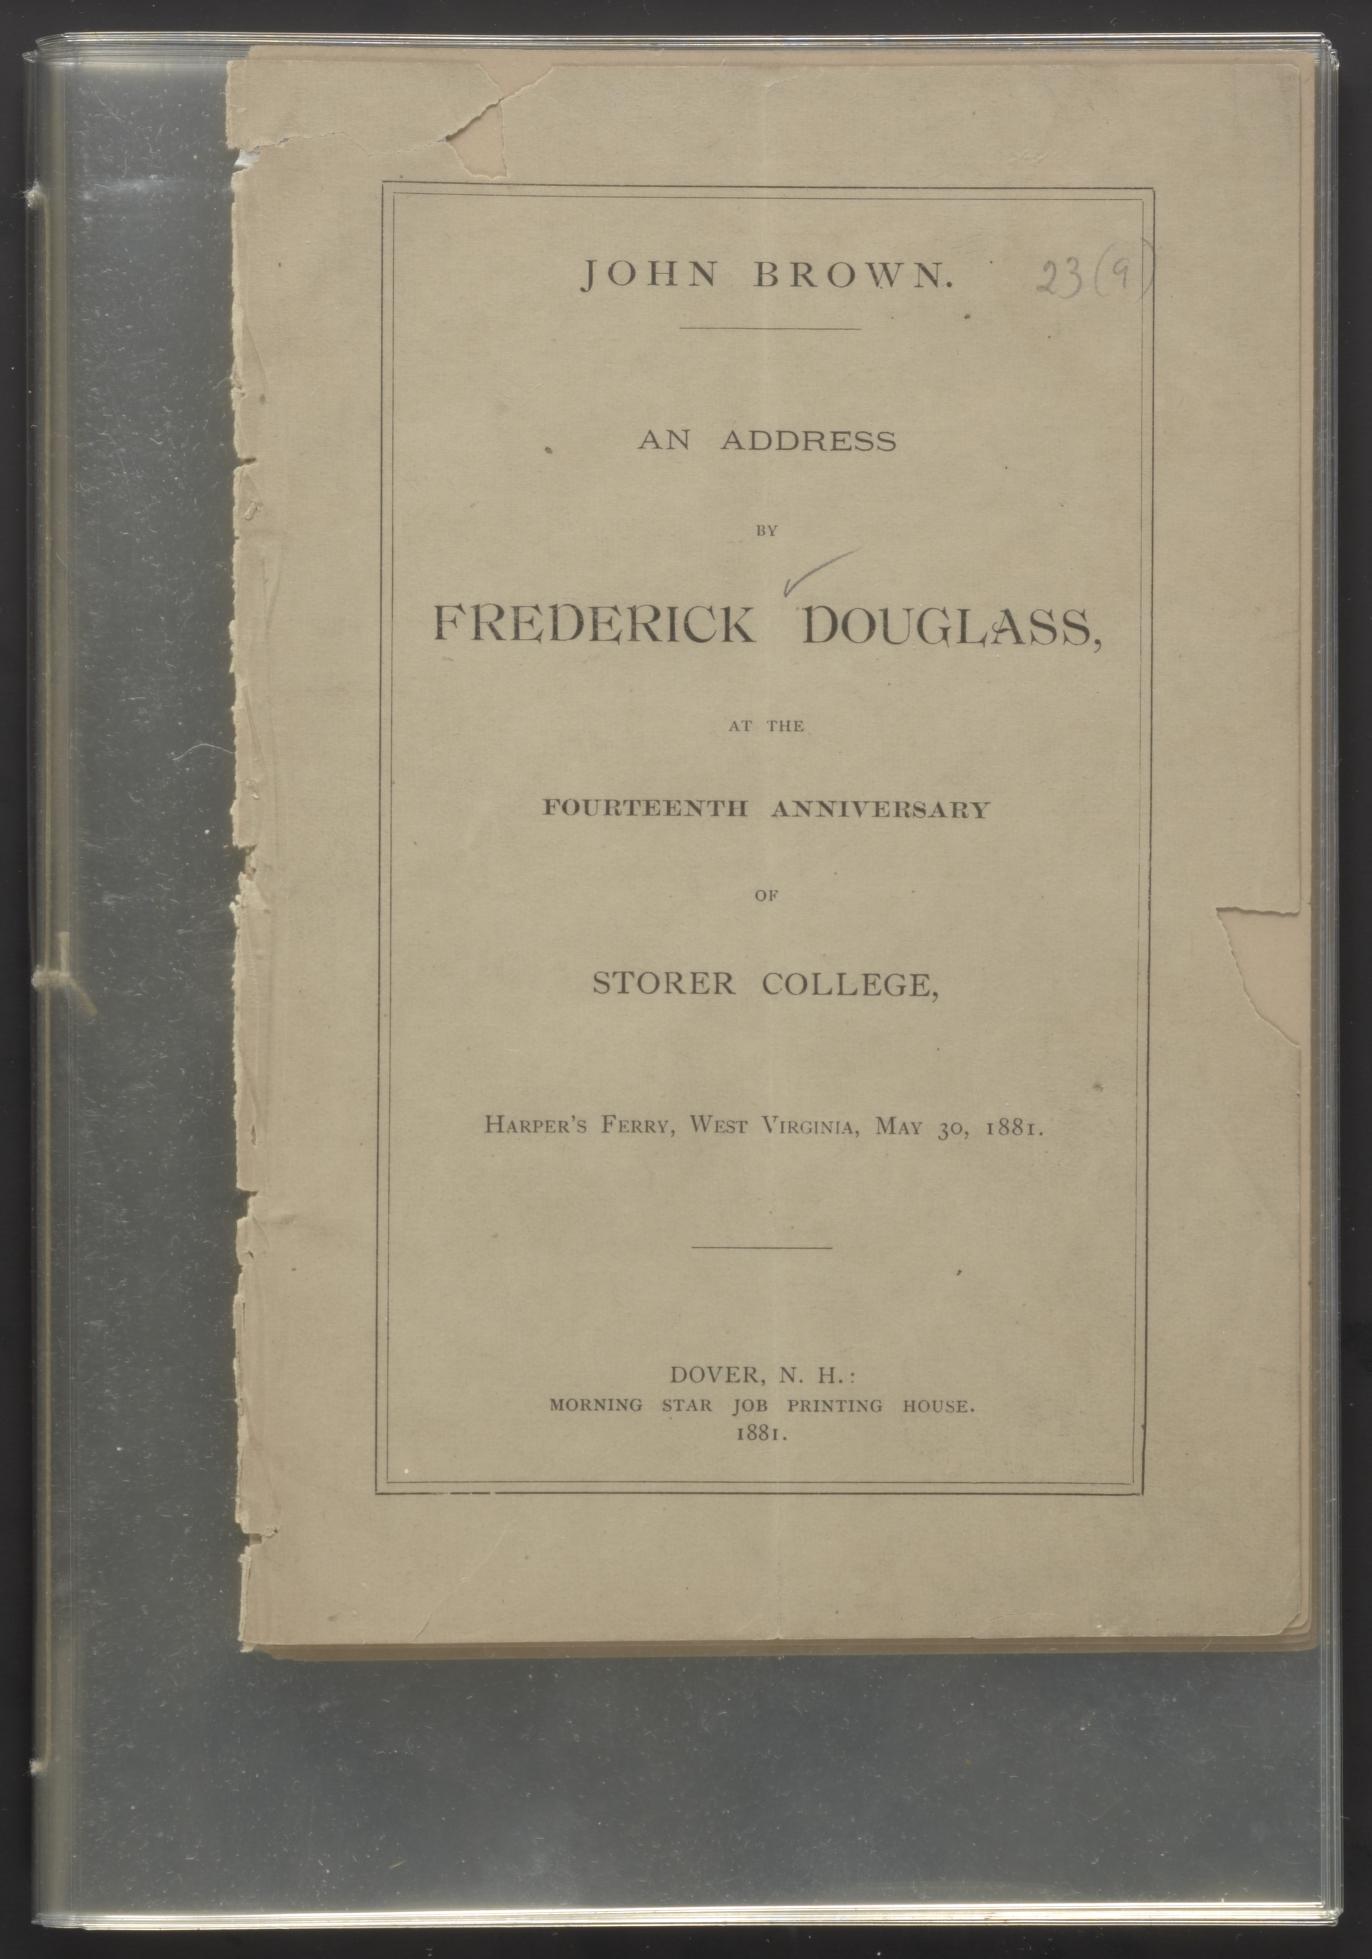 JOHN BROWN.
23(9)
AN ADDRESS
BY
FREDERICK DOUGLASS,
AT THE
FOURTEENTH ANNIVERSARY
OF
STORER COLLEGE,
HARPER'S FERRY, WEST VIRGINIA, MAY 30, 1881.
DOVER, N. H.:
MORNING STAR JOB PRINTING HOUSE.
1881.